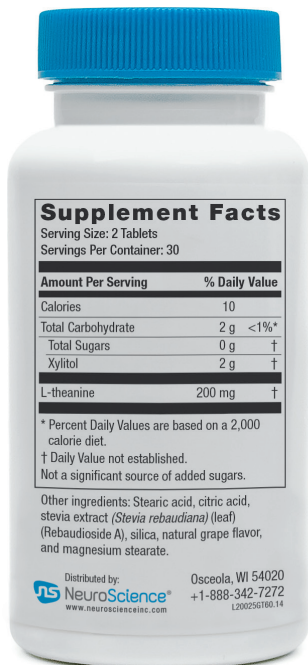 Supplement Facts
Serving Size: 2 Tablets
Servings Per Container: 30
Amount Per Serving % Daily Value
Calories 10
Total Carbohydrate 2 g <1%*
Total Sugars 0 g †
Xylitol 2 g †
L-theanine 200 mg †
* Percent Daily Values are based on a 2,000
calorie diet.
† Daily Value not established.
Not a significant source of added sugars.
Other ingredients: Stearic acid, citric acid,
stevia extract (Stevia rebaudiana) (leaf)
(Rebaudioside A), silica, natural grape flavor,
and magnesium stearate.
Distributed by:
ns NeuroScience®
www.neuroscienceinc.com
Osceola, WI 54020
+1-888-342-7272
L20025GT60.14